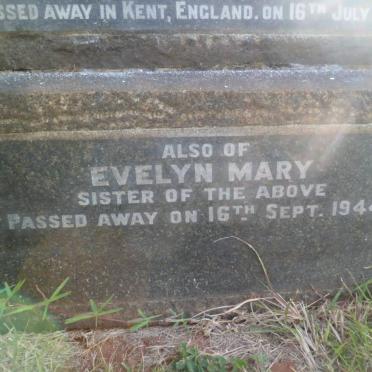 SSED AWAY IN KENT, ENGLAND. ON 16TH JULY
ALSO OF
EVELYN MARY
SISTER OF THE ABOVE
PASSED AWAY ON 16TH SEPT. 1944